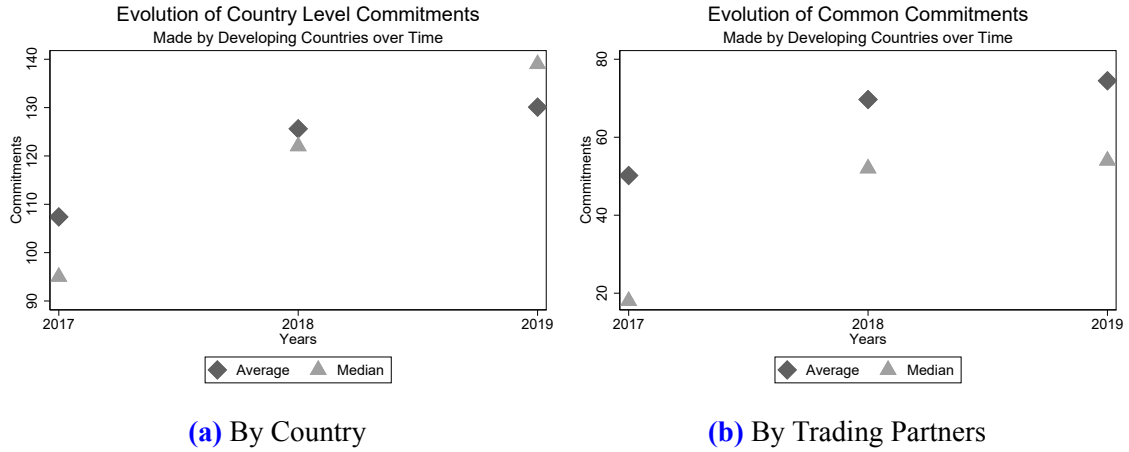 Evolution of Country Level Commitments
Made by Developing Countries over Time
Commitments
140
130
120
110
100
90
2017 2018 2019
Years
Average Median
(a) By Country
Evolution of Common Commitments
Made by Developing Countries over Time
Commitments
80
60
40
20
2017 2018 2019
Years
Average Median
(b) By Trading Partners